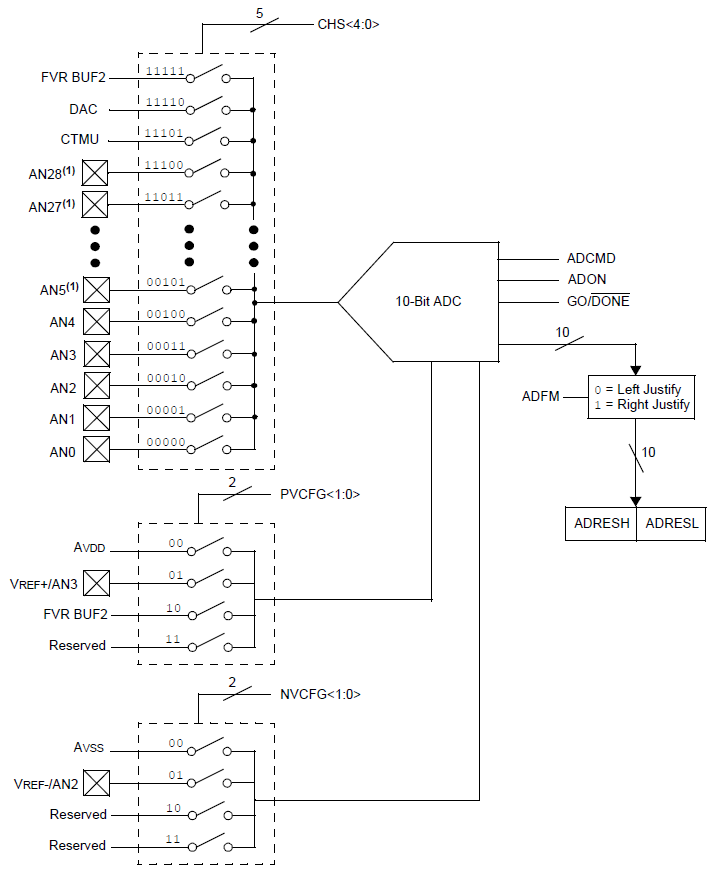 5
CHS<4:0>
FVR BUF2 11111
DAC 11110
CTMU 11101
AN28(1) 11100
AN27(1) 11011
AN5(1) 00101
AN4 00100
AN3 00011
AN2 00010
AN1 00001
AN0 00000
10-Bit ADC
ADCMD
ADON
GO/DONE
10
ADFM
0 = Left Justify
1 = Right Justify
10
ADRESH ADRESL
2
PVCFG<1:0>
AVDD 00
VREF+/AN3 01
FVR BUF2 10
Reserved 11
2
NVCFG<1:0>
AVSS 00
VREF-/AN2 01
Reserved 10
Reserved 11